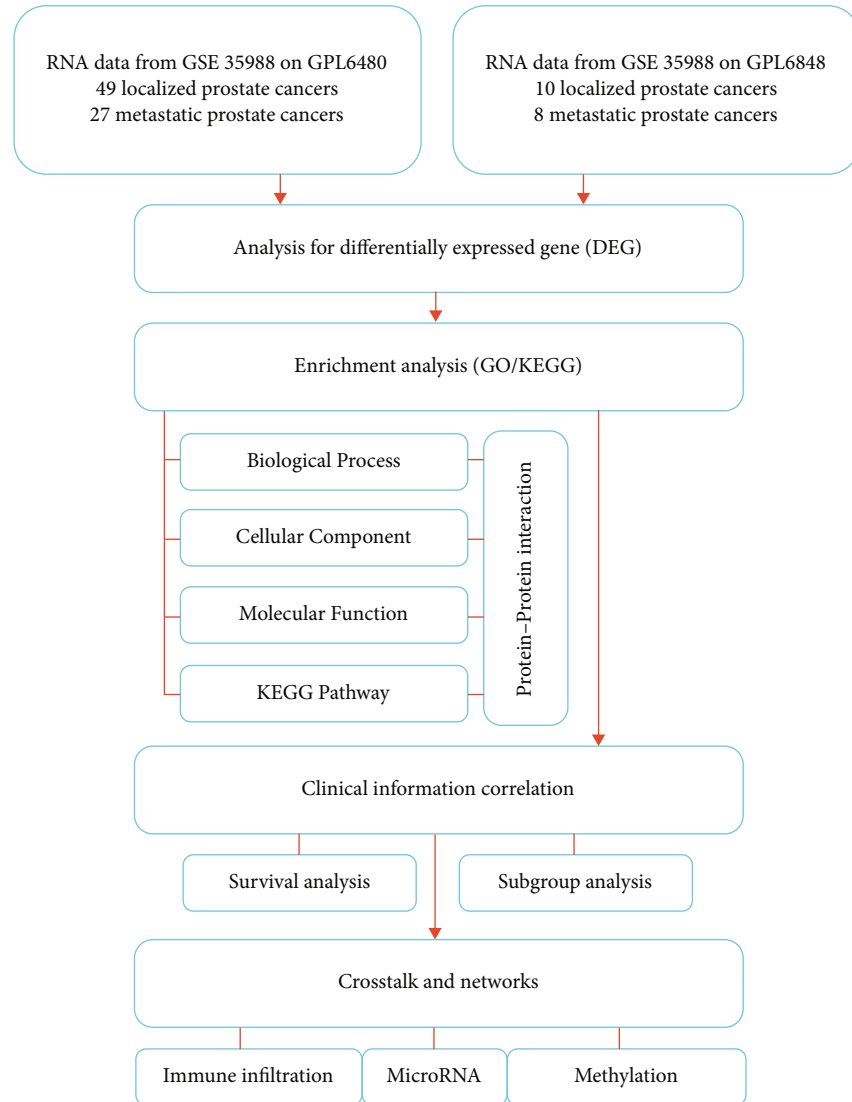 RNA data from GSE 35988 on GPL6480
49 localized prostate cancers
27 metastatic prostate cancers
RNA data from GSE 35988 on GPL6848
10 localized prostate cancers
8 metastatic prostate cancers
Analysis for differentially expressed gene (DEG)
Enrichment analysis (GO/KEGG)
Biological Process
Cellular Component
Molecular Function
KEGG Pathway
Protein–Protein interaction
Clinical information correlation
Survival analysis
Subgroup analysis
Crosstalk and networks
Immune infiltration
MicroRNA
Methylation